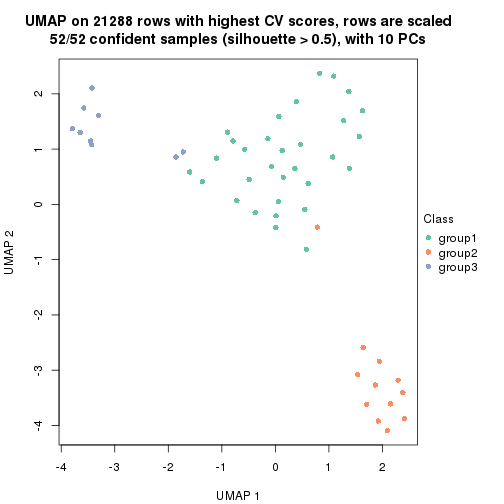 UMAP on 21288 rows with highest CV scores, rows are scaled
52/52 confident samples (silhouette > 0.5), with 10 PCs
2
1
0
-1
-2
-3
-4
UMAP 2
-4
-3
-2
-1
0
1
2
UMAP 1
Class
group1
group2
group3